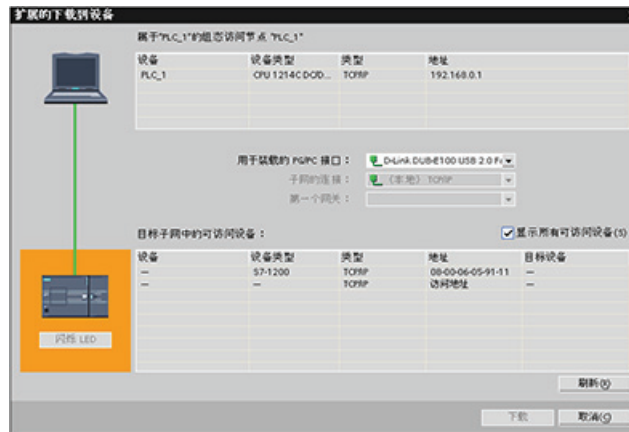 扩展的下载到设备
属于"PLC_1"的组态访问节点 "PLC_1"
设备 设备类型 类型 地址
PLC_1 CPU 1214C DC/D... TCP/IP 192.168.0.1
用于装载的 PG/PC 接口：
D-Link DUB-E100 USB 2.0 Fa
子网的连接： （本地） TCP/IP
第一个网关：
目标子网中的可访问设备：
显示所有可访问设备(S)
设备 设备类型 类型 地址 目标设备
— S7-1200 TCP/IP 08-00-06-05-91-11 —
— — TCP/IP 访问地址 —
闪烁 LED
刷新(R)
下载 取消(C)